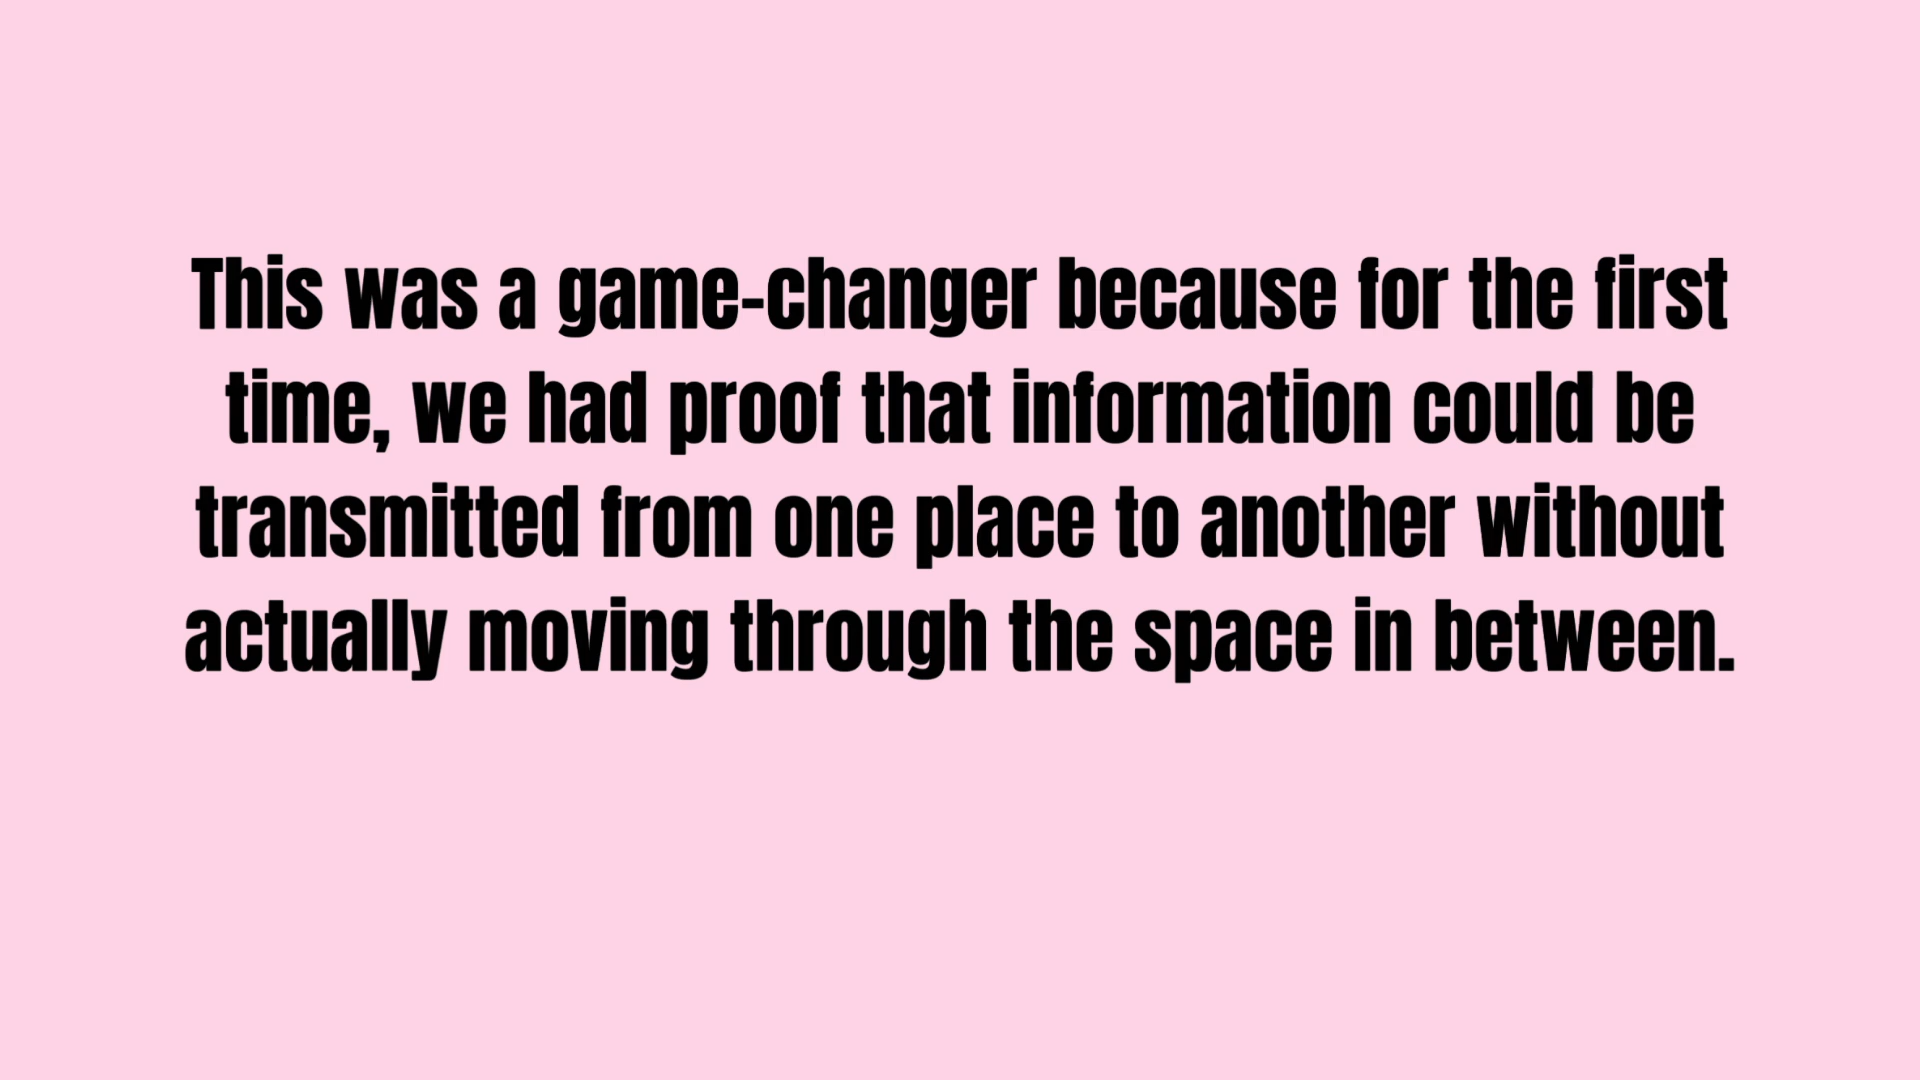 This was a game-changer because for the first
time, we had proof that information could be
transmitted from one place to another without
actually moving through the space in between.